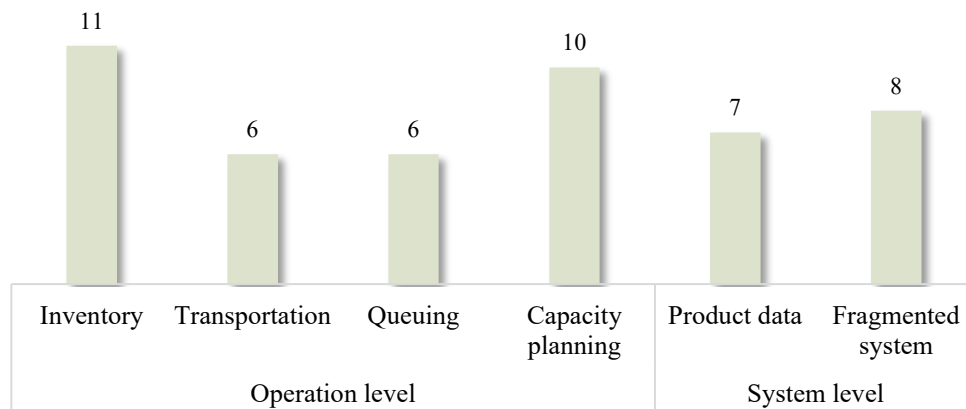 11
10
8
7
6
6
Inventory
Transportation
Queuing
Capacity
planning
Product data
Fragmented
system
Operation level
System level